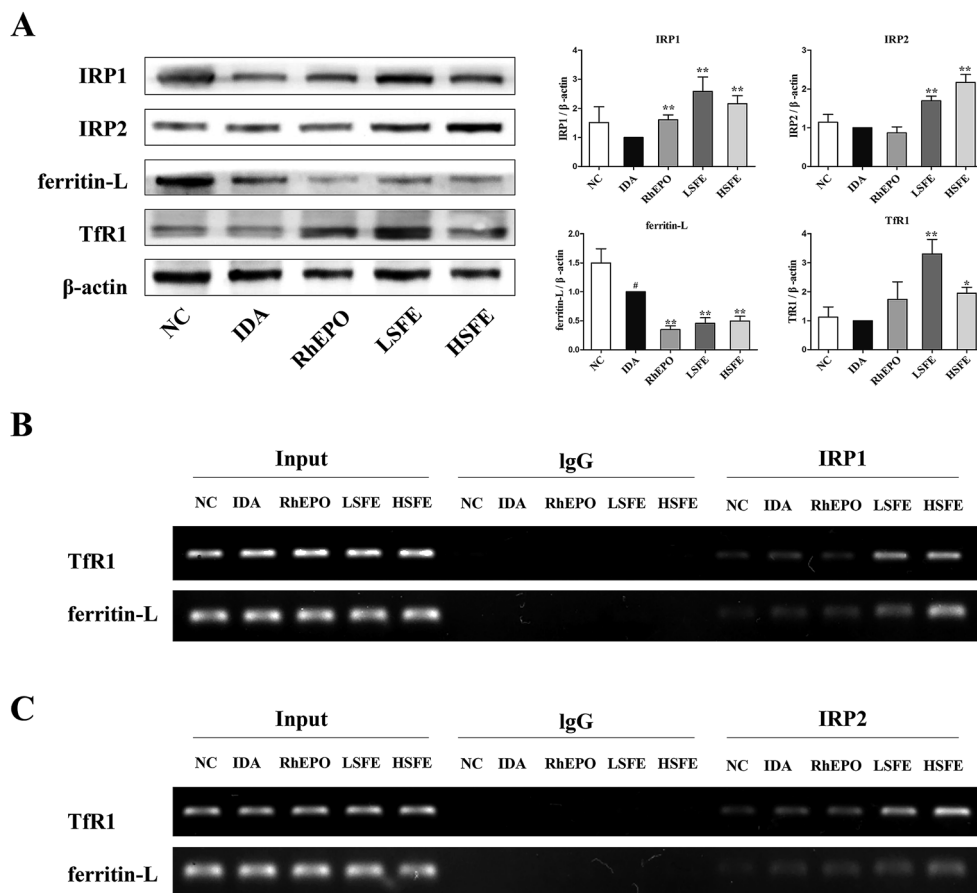 A
IRP1
IRP2
ferritin-L
TfR1
β-actin
NC IDA RhEPO LSFE HSFE
IRP1
IRP1 / β -actin
4
3
2
1
0
** ** **
NC IDA RhEPO LSFE HSFE
IRP2
IRP2/ β -actin
3
2
1
0
** **
NC IDA RhEPO LSFE HSFE
ferritin-L
ferritin-L / β -actin
2.0
1.5
1.0
0.5
0.0
# ** ** **
NC IDA RhEPO LSFE HSFE
TfR1
TfR1 / β -actin
4
3
2
1
0
** *
NC IDA RhEPO LSFE HSFE
B
Input IgG IRP1
NC IDA RhEPO LSFE HSFE NC IDA RhEPO LSFE HSFE NC IDA RhEPO LSFE HSFE
TfR1
ferritin-L
C
Input IgG IRP2
NC IDA RhEPO LSFE HSFE NC IDA RhEPO LSFE HSFE NC IDA RhEPO LSFE HSFE
TfR1
ferritin-L